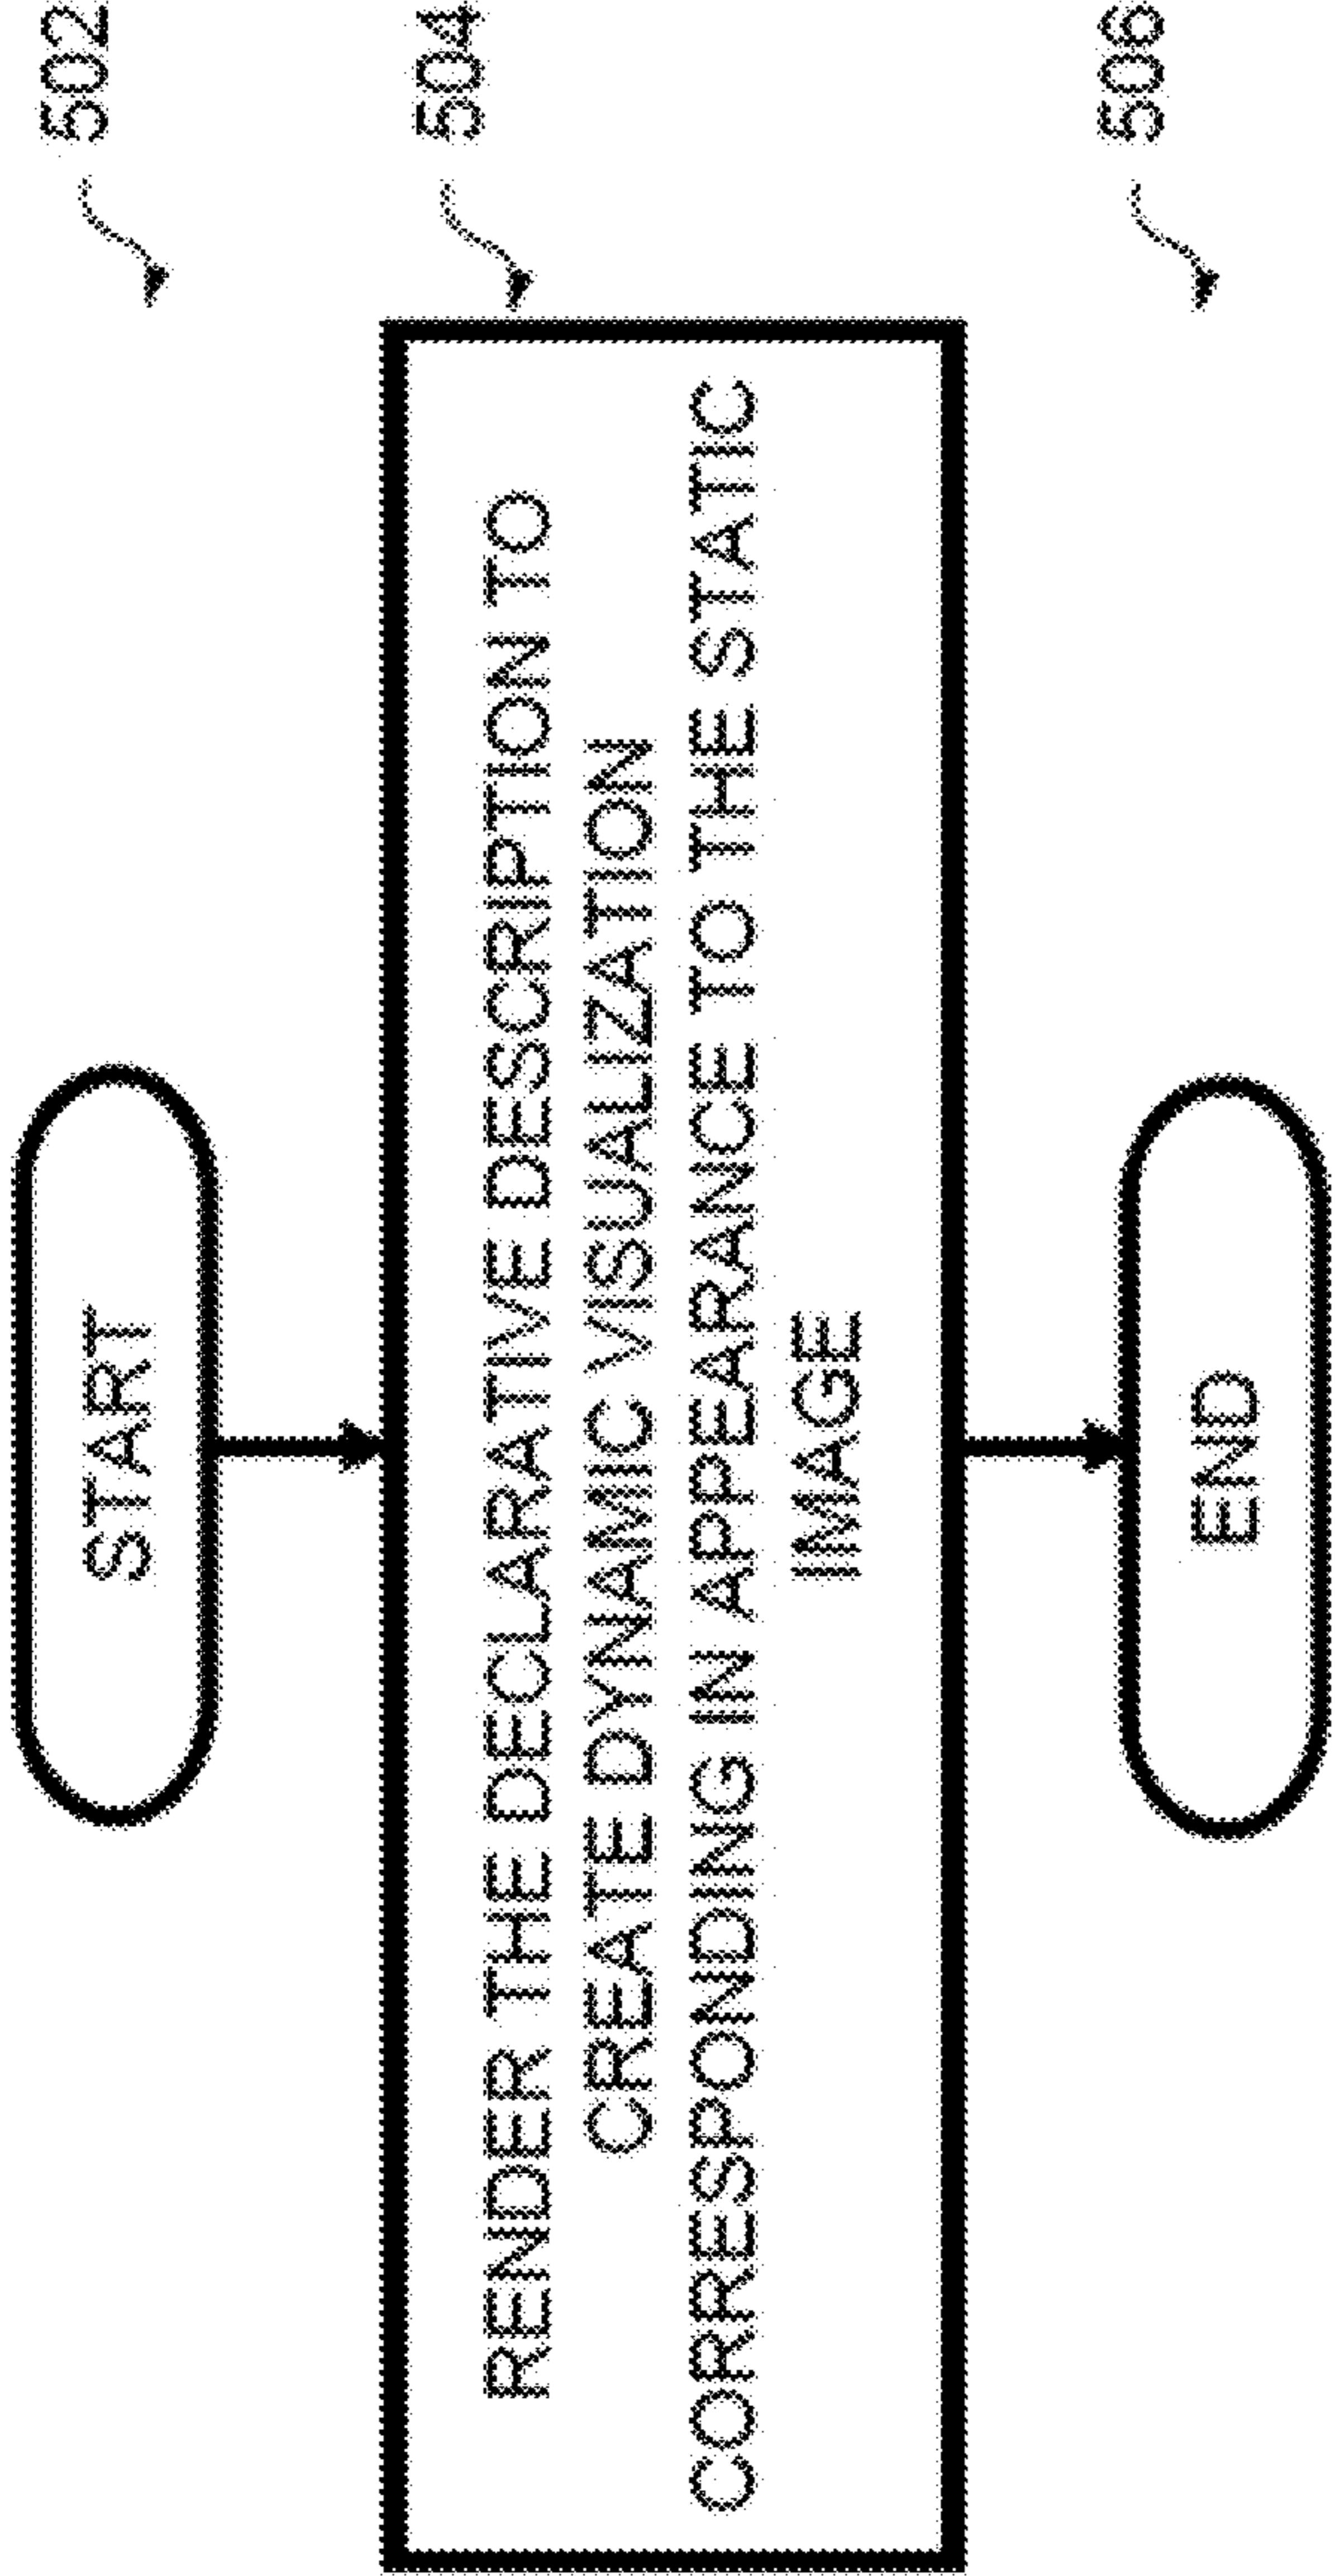 START
502
RENDER THE DECLARATIVE DESCRIPTION TO
CREATE DYNAMIC VISUALIZATION
CORRESPONDING IN APPEARANCE TO THE STATIC
IMAGE
504
END
506